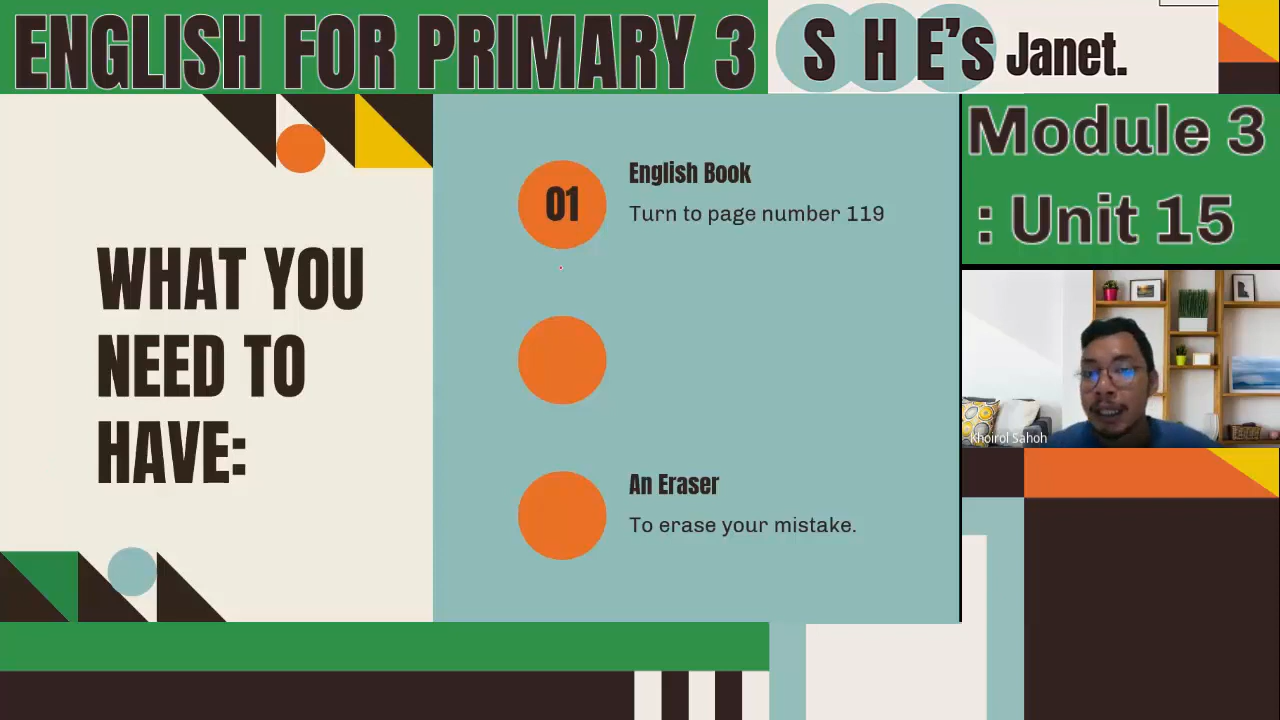 ENGLISH FOR PRIMARY 3
SHE's Janet.
Module 3
: Unit 15
WHAT YOU
NEED TO
HAVE:
01
English Book
Turn to page number 119
An Eraser
To erase your mistake.
Khoirol Sahoh